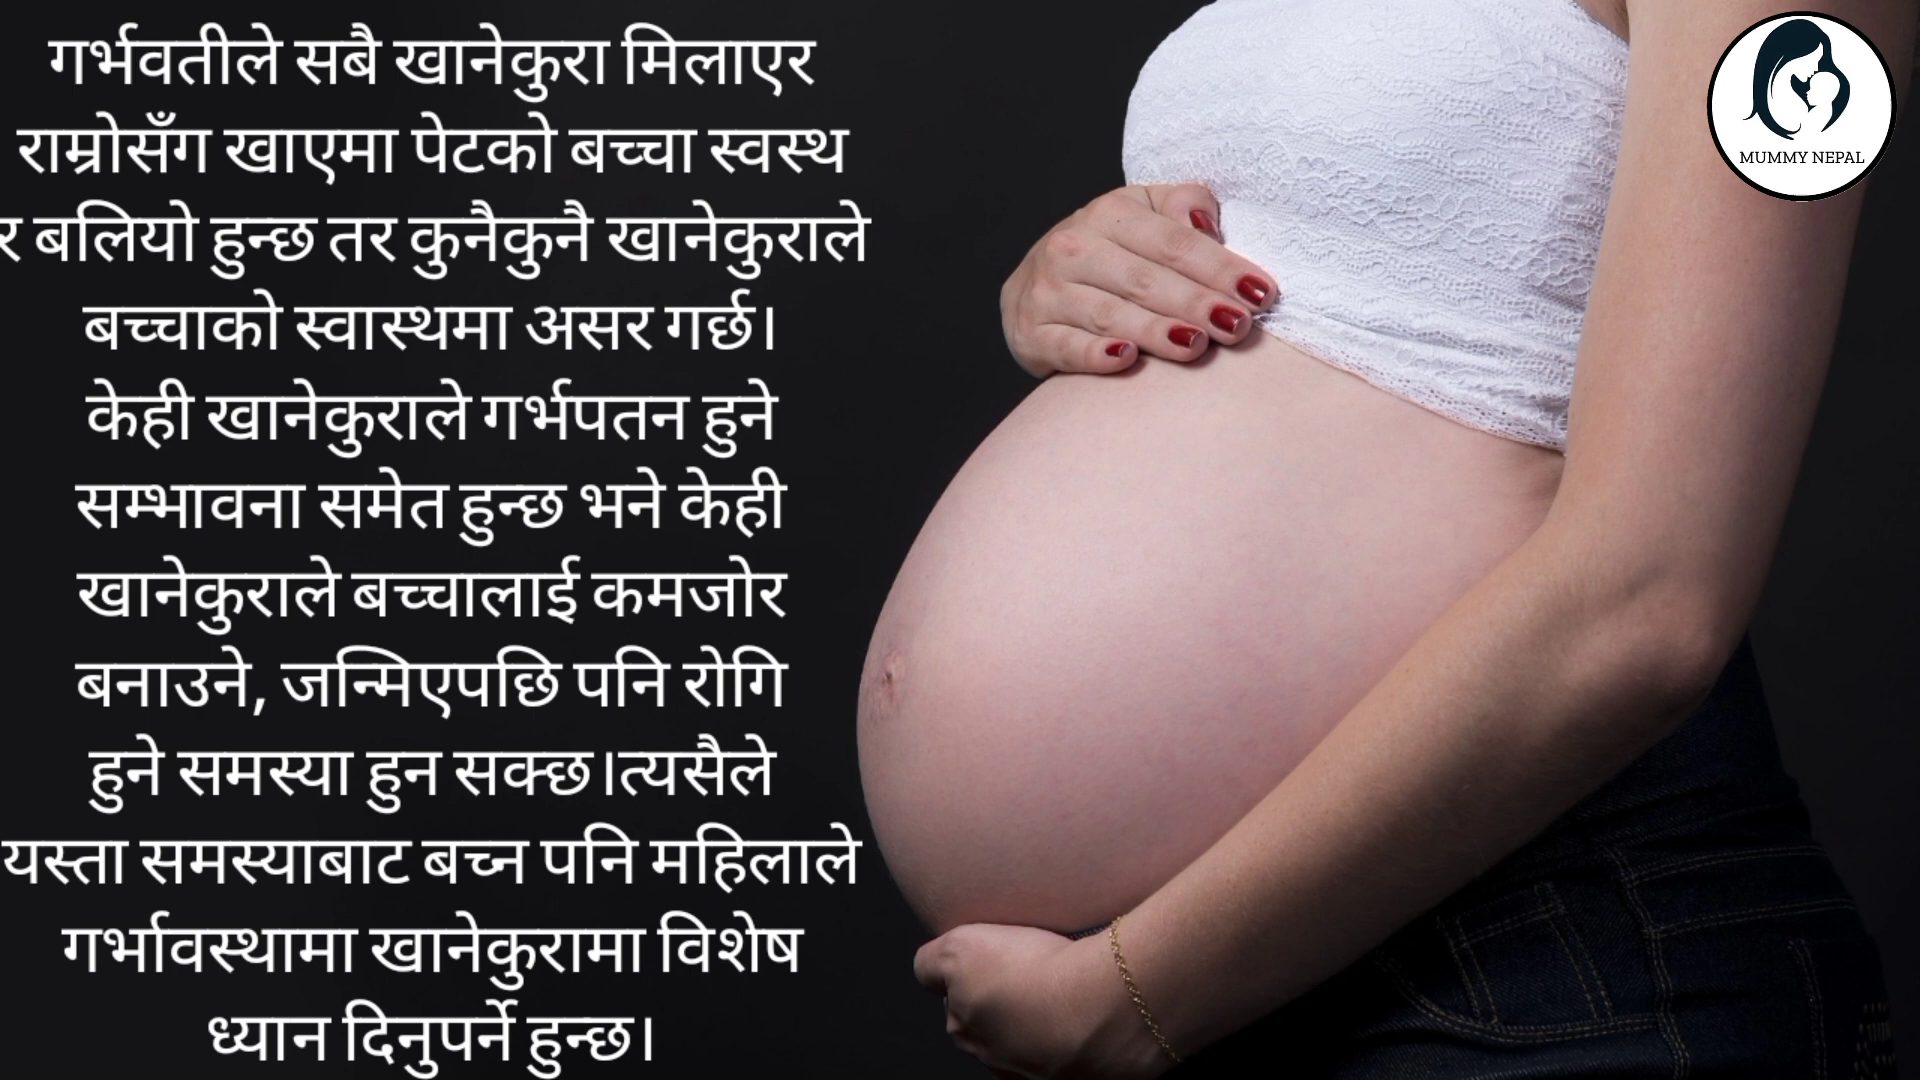 गर्भवतीले सबै खानेकुरा मिलाएर
राम्रोसँग खाएमा पेटको बच्चा स्वस्थ
र बलियो हुन्छ तर कुनैकुनै खानेकुराले
बच्चाको स्वास्थमा असर गर्छ।
केही खानेकुराले गर्भपतन हुने
सम्भावना समेत हुन्छ भने केही
खानेकुराले बच्चालाई कमजोर
बनाउने, जन्मिएपछि पनि रोगि
हुने समस्या हुन सक्छ।त्यसैले
यस्ता समस्याबाट बच्न पनि महिलाले
गर्भावस्थामा खानेकुरामा विशेष
ध्यान दिनुपर्ने हुन्छ।
MUMMY NEPAL